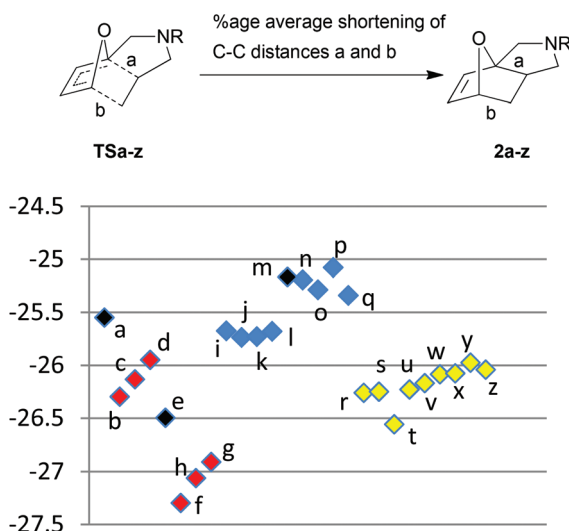 %age average shortening of
C-C distances a and b
O
NR
a
b
TSa-z
O
NR
a
b
2a-z
-24.5
-25
-25.5
-26
-26.5
-27
-27.5
a
b
c
d
e
f
h
g
i
j
k
l
m
n
o
p
q
r
s
t
u
v
w
x
y
z